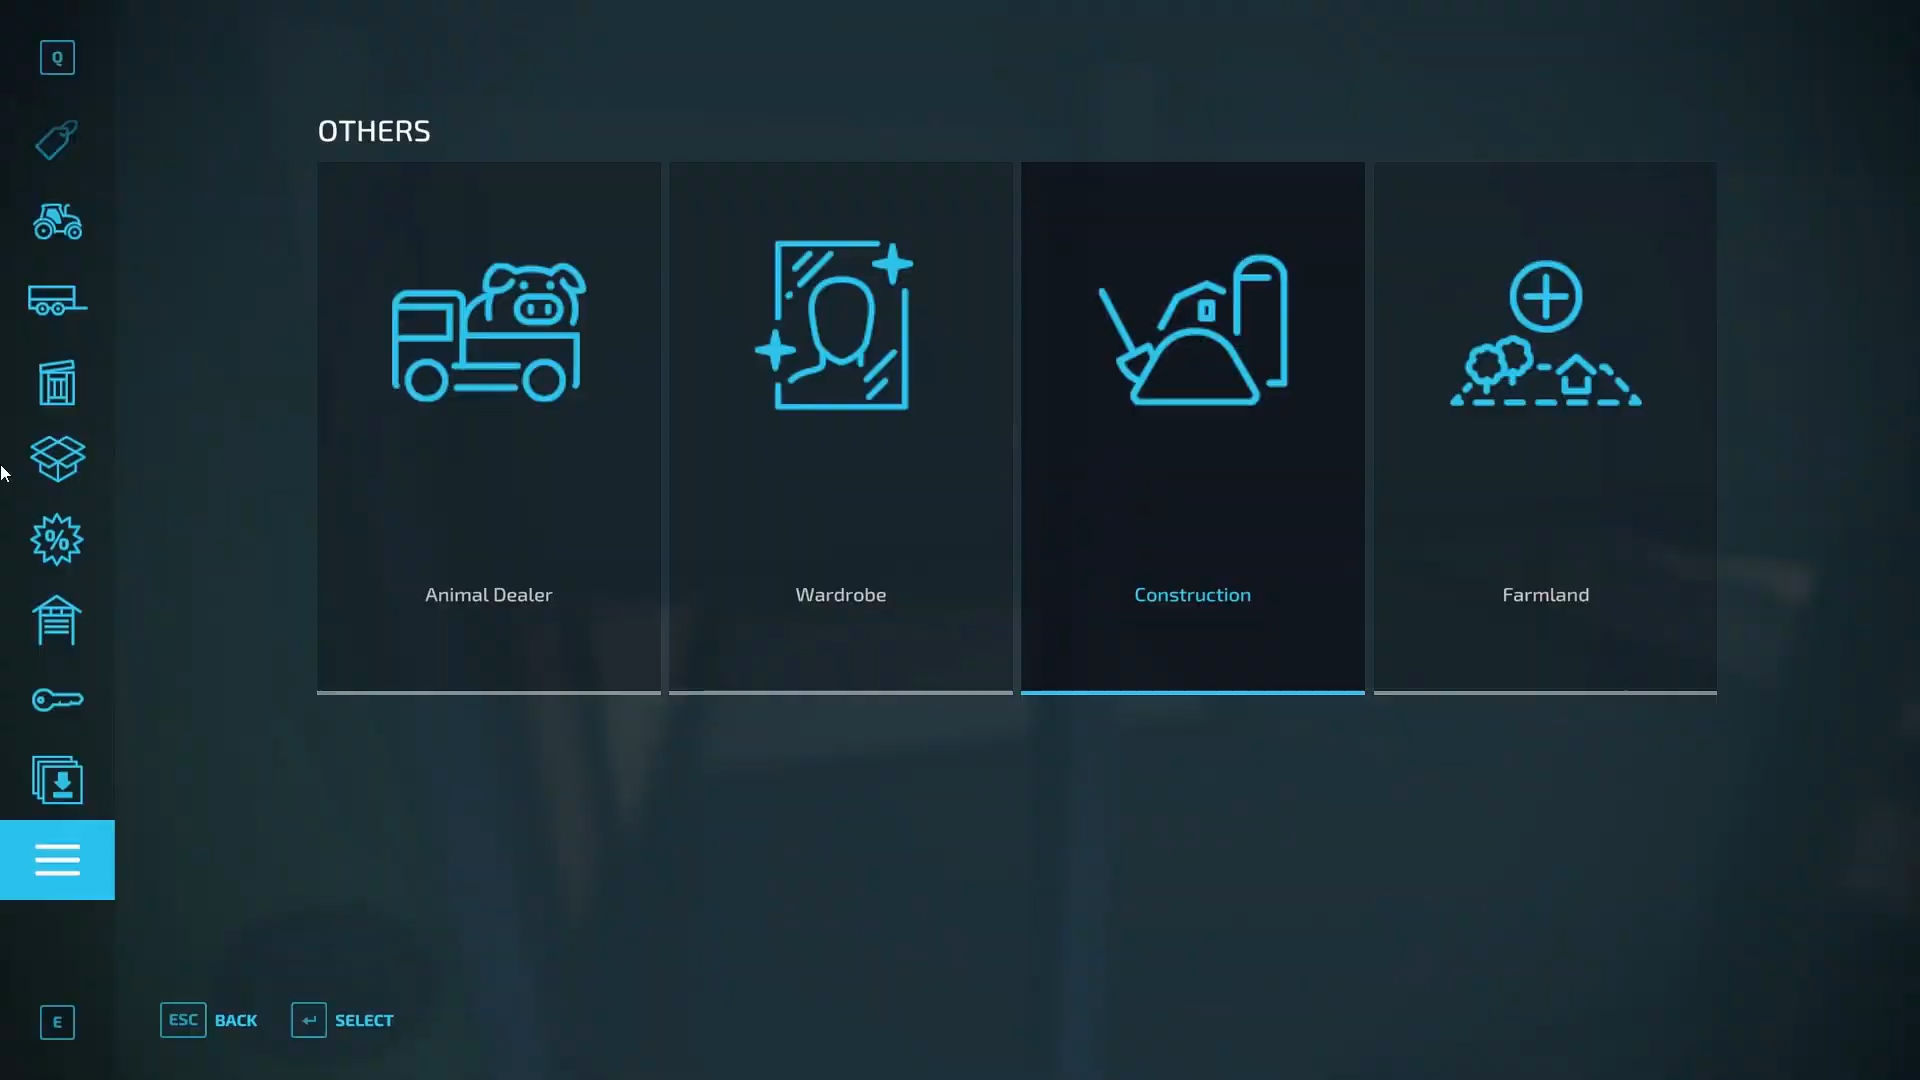 Q
OTHERS
%
Animal Dealer
Wardrobe
Construction
Farmland
E
ESC BACK
↵ SELECT